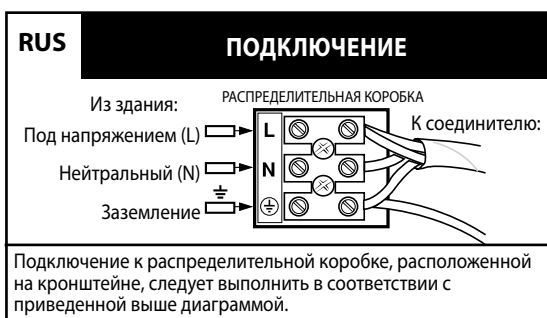 RUS
ПОДКЛЮЧЕНИЕ
РАСПРЕДЕЛИТЕЛЬНАЯ КОРОБКА
Из здания:
К соединителю:
Под напряжением (L)
L
Нейтральный (N)
N
Заземление
Подключение к распределительной коробке, расположенной
на кронштейне, следует выполнить в соответствии с
приведенной выше диаграммой.